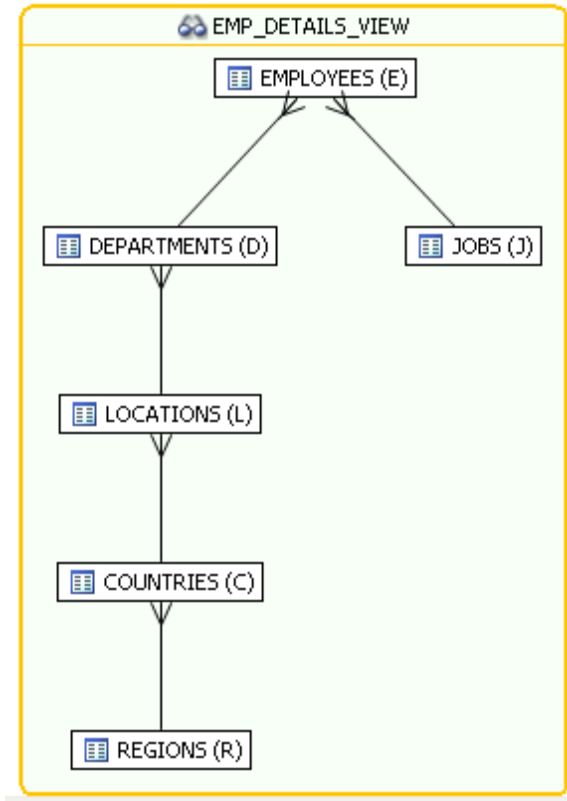 EMP_DETAILS_VIEW
EMPLOYEES (E)
DEPARTMENTS (D)
JOBS (J)
LOCATIONS (L)
COUNTRIES (C)
REGIONS (R)